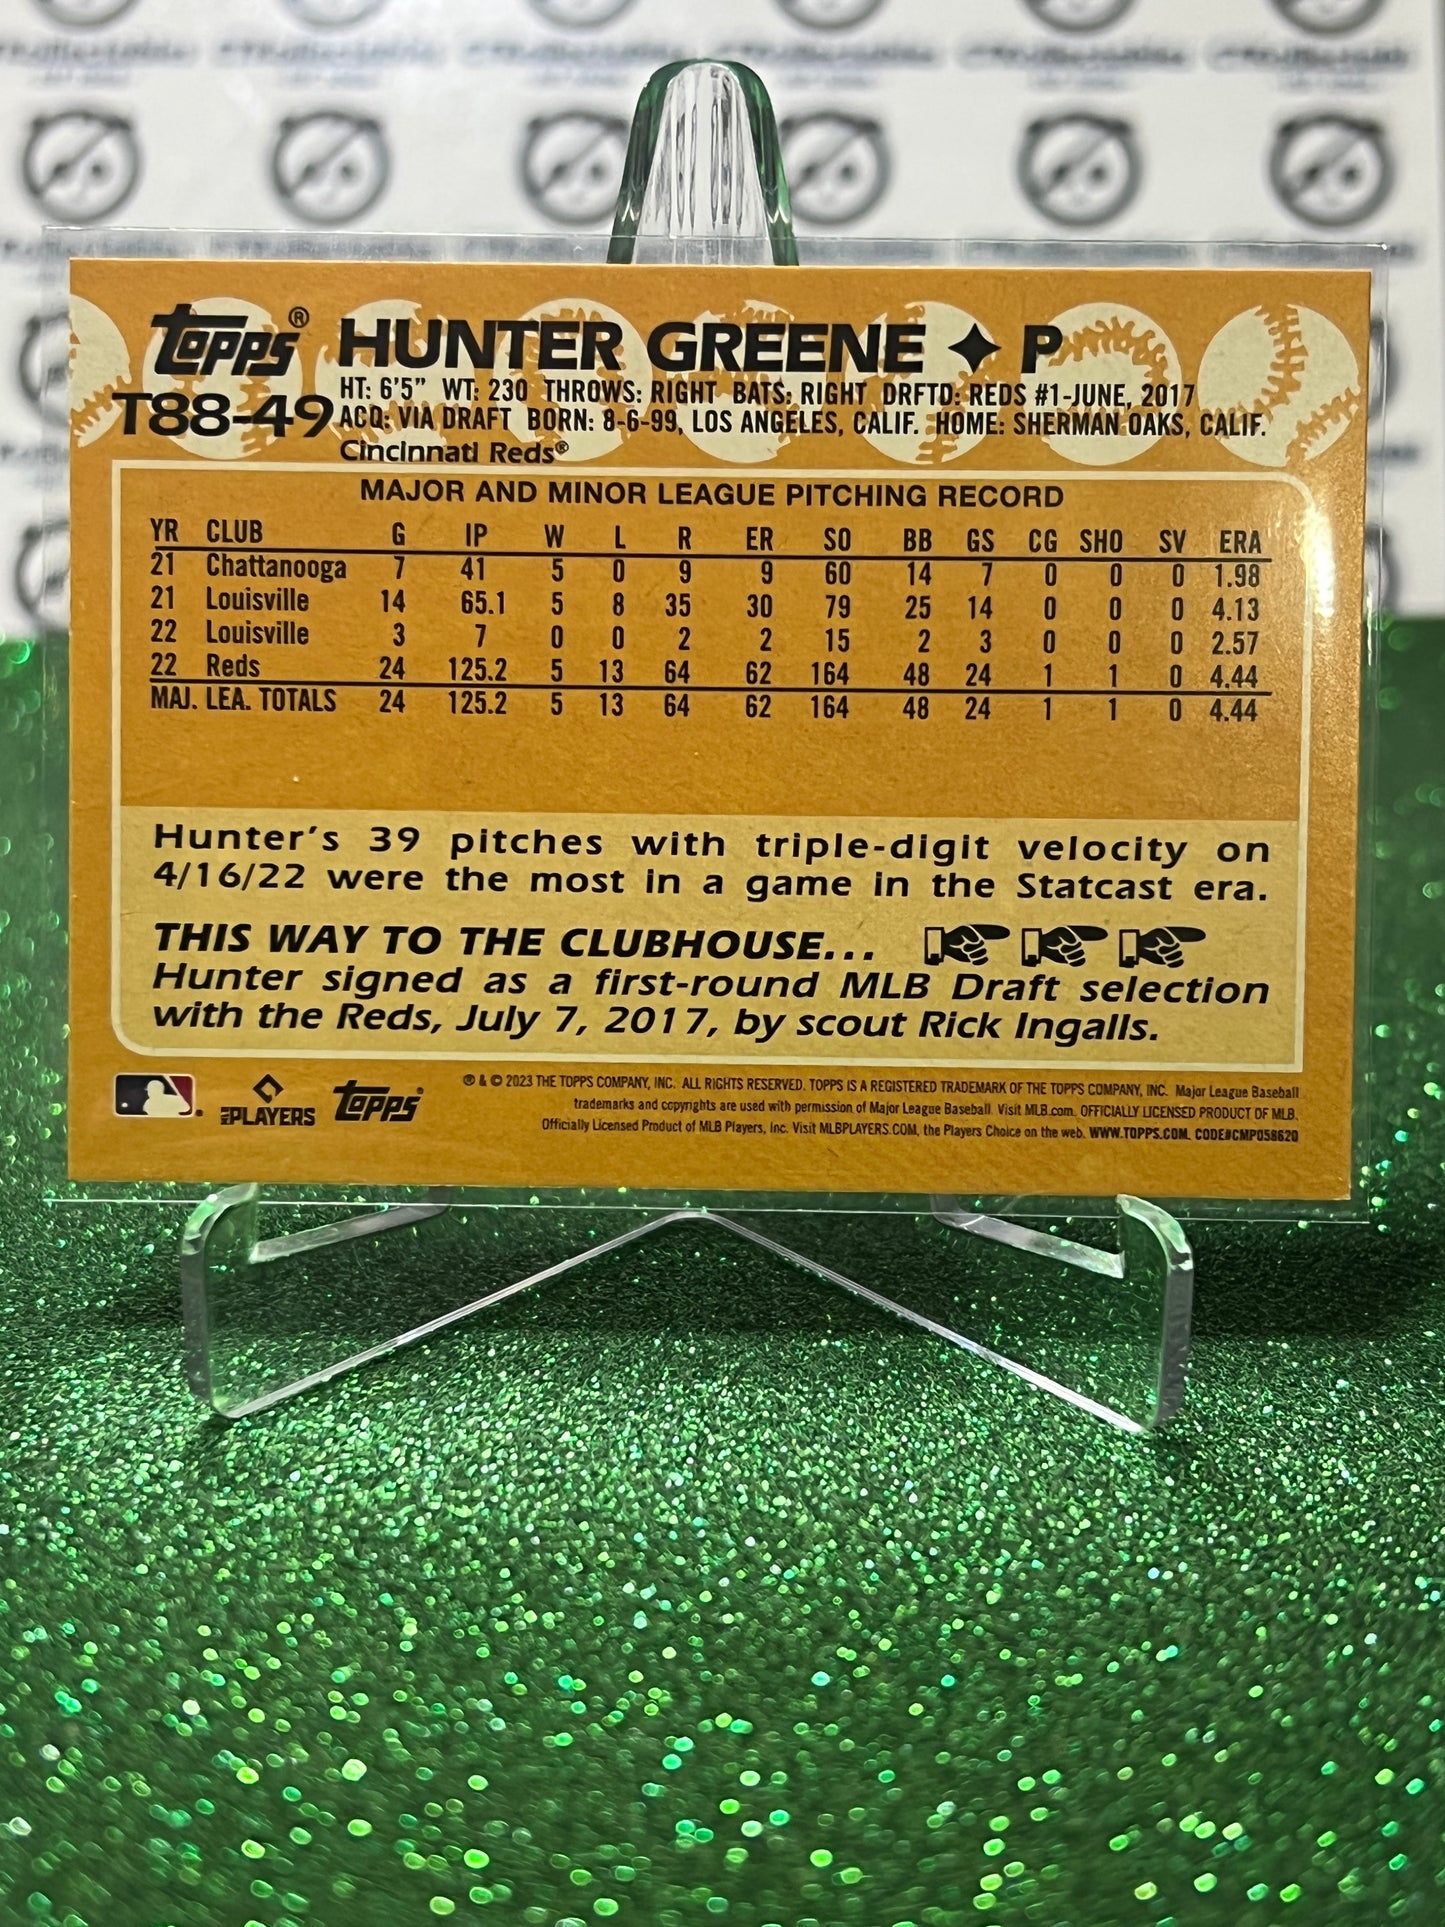 Topps®
HUNTER GREENE ✦ P
T88-49
HT: 6'5" WT: 230 THROWS: RIGHT BATS: RIGHT DRFTD: REDS #1-JUNE, 2017
ACQ: VIA DRAFT BORN: 8-6-99, LOS ANGELES, CALIF. HOME: SHERMAN OAKS, CALIF.
Cincinnati Reds®
MAJOR AND MINOR LEAGUE PITCHING RECORD
YR CLUB G IP W L R ER SO BB GS CG SHO SV ERA
21 Chattanooga 7 41 5 0 9 9 60 14 7 0 0 0 1.98
21 Louisville 14 65.1 5 8 35 30 79 25 14 0 0 0 4.13
22 Louisville 3 7 0 0 2 2 15 2 3 0 0 0 2.57
22 Reds 24 125.2 5 13 64 62 164 48 24 1 1 0 4.44
MAJ. LEA. TOTALS 24 125.2 5 13 64 62 164 48 24 1 1 0 4.44
Hunter's 39 pitches with triple-digit velocity on
4/16/22 were the most in a game in the Statcast era.
THIS WAY TO THE CLUBHOUSE...
Hunter signed as a first-round MLB Draft selection
with the Reds, July 7, 2017, by scout Rick Ingalls.
MLB PLAYERS
Topps®
® & © 2023 THE TOPPS COMPANY, INC. ALL RIGHTS RESERVED. TOPPS IS A REGISTERED TRADEMARK OF THE TOPPS COMPANY, INC. Major League Baseball
trademarks and copyrights are used with permission of Major League Baseball. Visit MLB.com. OFFICIALLY LICENSED PRODUCT OF MLB.
Officially Licensed Product of MLB Players, Inc. Visit MLBPLAYERS.COM, the Players Choice on the web. WWW.TOPPS.COM. CODE#CMP058620